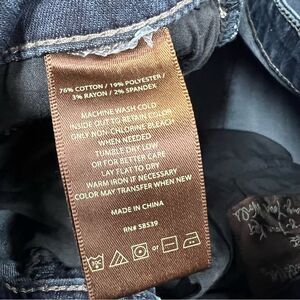 76% COTTON / 19% POLYESTER /
3% RAYON / 2% SPANDEX
MACHINE WASH COLD
INSIDE OUT TO RETAIN COLOR
ONLY NON-CHLORINE BLEACH
WHEN NEEDED
TUMBLE DRY LOW
OR FOR BETTER CARE
LAY FLAT TO DRY
WARM IRON IF NECESSARY
COLOR MAY TRANSFER WHEN NEW
MADE IN CHINA
RN# 58539
or